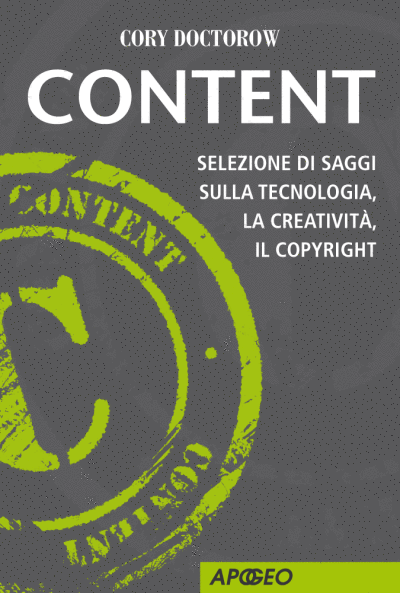 CORY DOCTOROW
CONTENT
SELEZIONE DI SAGGI
SULLA TECNOLOGIA,
LA CREATIVITÀ,
IL COPYRIGHT
CONTENT
C
CONTENT
APOGEO